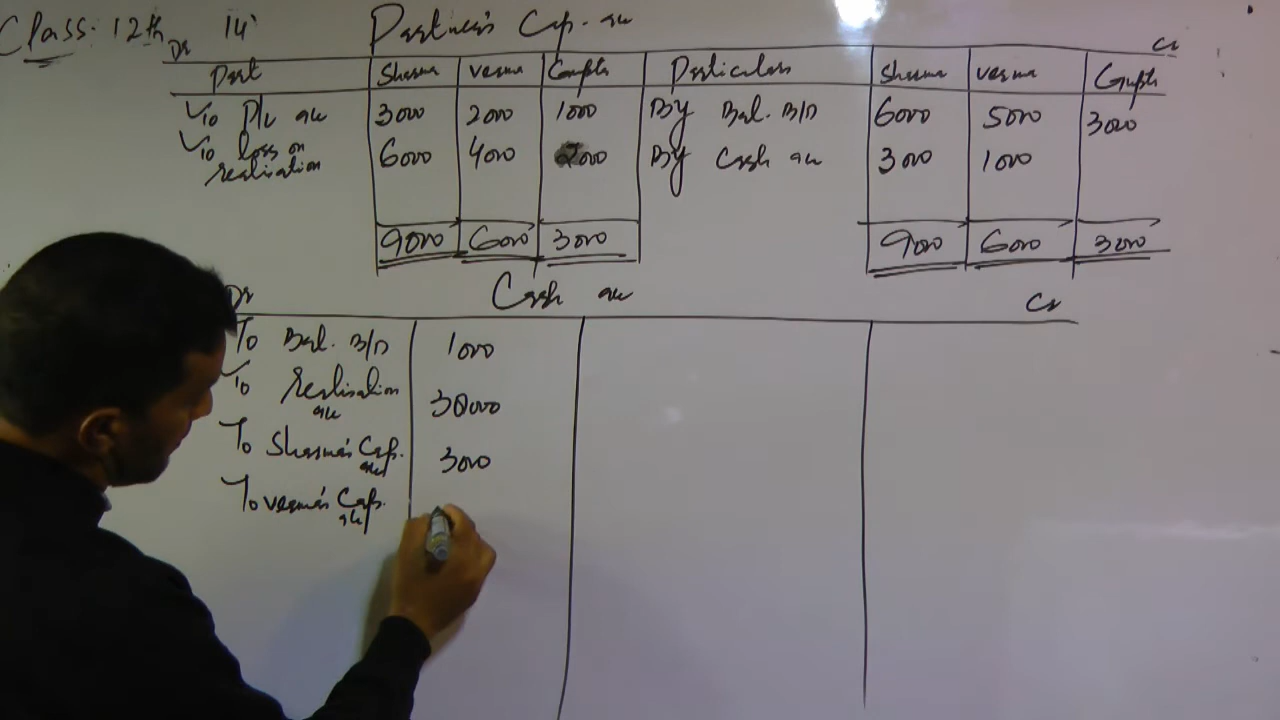 Class. 12th 14 Partner's Cap. a/c
Dr Cr
Part Sharma Verma Gupta Particulars Sharma Verma Gupta
To P/L a/c 3000 2000 1000 By Bal. B/D 6000 5000 3000
To loss on realisation 6000 4000 2000 By Cash a/c 3000 1000
9000 6000 3000 9000 6000 3000
Dr Cash a/c Cr
To Bal. B/D 1000
To Realisation a/c 30000
To Sharma's Cap. a/c 3000
To Verma's Cap. a/c